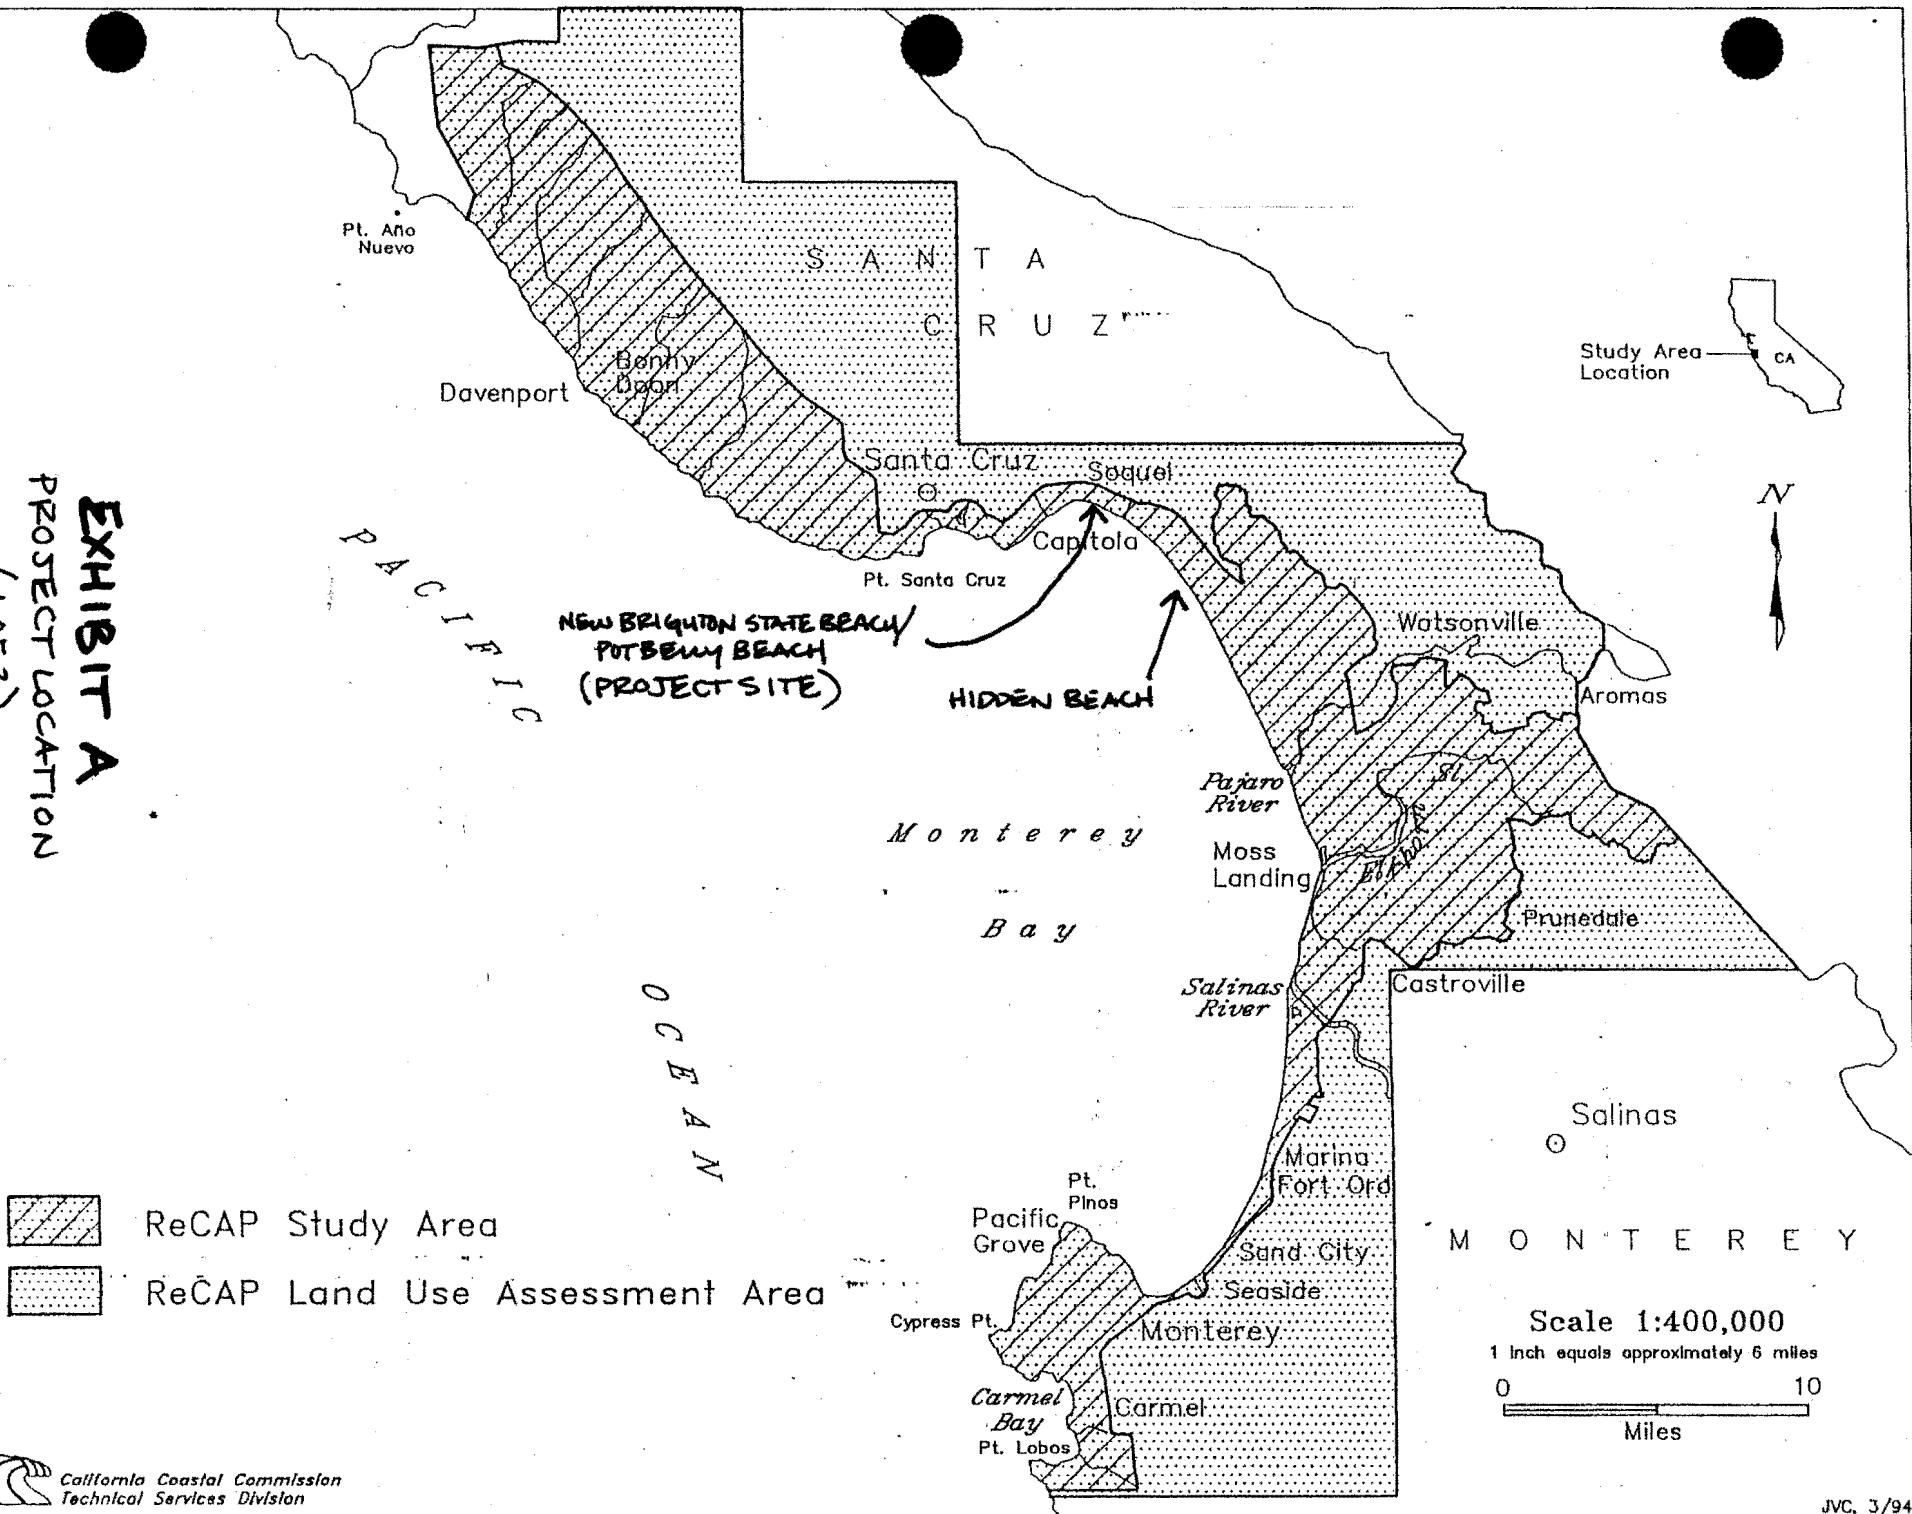 Pt. Año
Nuevo
SANTA
CRUZ
Bonny
Doon
Davenport
Study Area
Location
CA
N
Santa Cruz
Soquel
Capitola
Pt. Santa Cruz
PACIFIC
OCEAN
NEW BRIGHTON STATE BEACH/
POTBELLY BEACH
(PROJECT SITE)
HIDDEN BEACH
Watsonville
Aromas
Pajaro
River
Monterey
Bay
Moss
Landing
Elkhorn
Sl.
Prunedale
Salinas
River
Castroville
Salinas
Marina
Fort Ord
MONTEREY
Pt.
Pinos
Pacific
Grove
Sand City
Seaside
Cypress Pt.
Monterey
Carmel
Bay
Carmel
Pt. Lobos
EXHIBIT A
PROJECT LOCATION
ReCAP Study Area
ReCAP Land Use Assessment Area
Scale 1:400,000
1 Inch equals approximately 6 miles
0 10
Miles
California Coastal Commission
Technical Services Division
JVC, 3/94